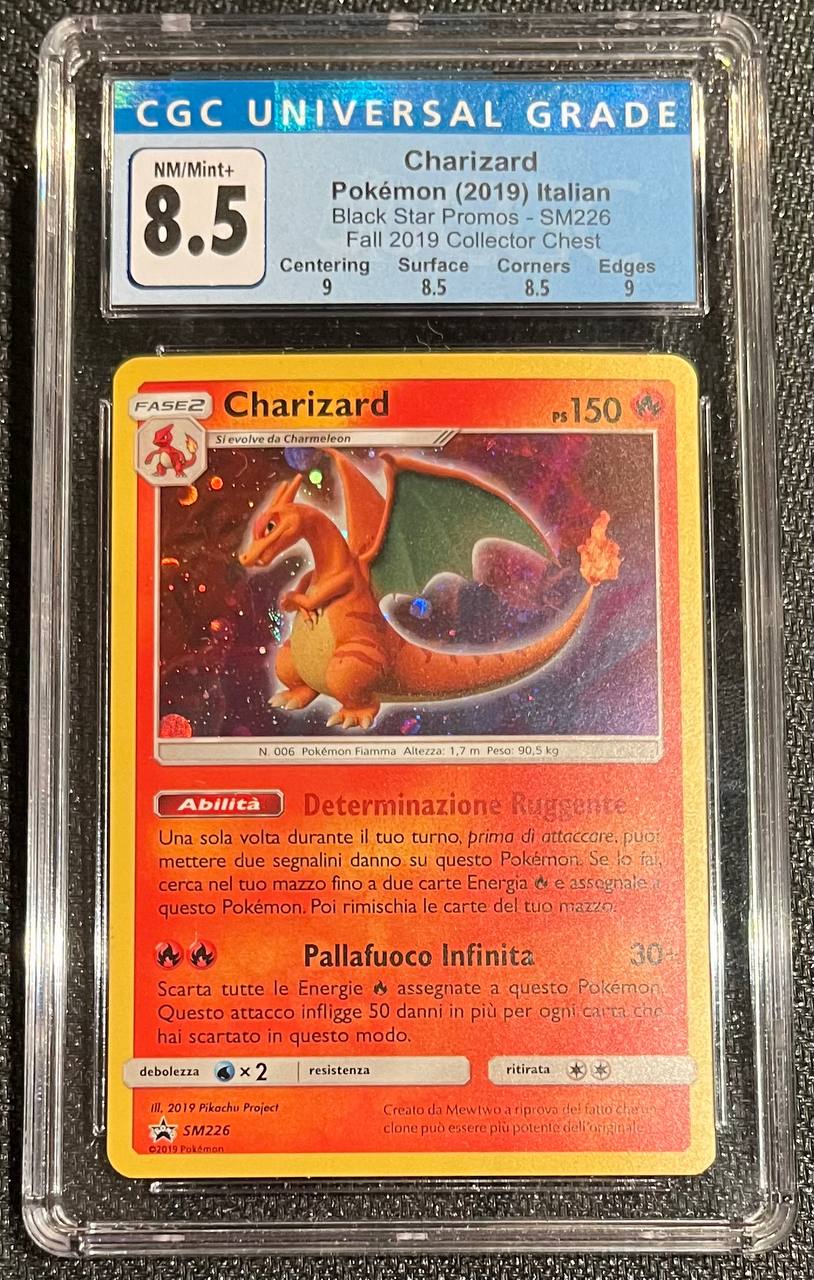 CGC UNIVERSAL GRADE
NM/Mint+
8.5
Charizard
Pokémon (2019) Italian
Black Star Promos - SM226
Fall 2019 Collector Chest
Centering Surface Corners Edges
9 8.5 8.5 9
FASE2 Charizard PS150
Si evolve da Charmeleon
N. 006 Pokémon Fiamma Altezza: 1,7 m Peso: 90,5 kg
Abilità Determinazione Ruggente
Una sola volta durante il tuo turno, prima di attaccare, puoi
mettere due segnalini danno su questo Pokémon. Se lo fai,
cerca nel tuo mazzo fino a due carte Energia e assegnale a
questo Pokémon. Poi rimischia le carte del tuo mazzo.
Pallafuoco Infinita 30+
Scarta tutte le Energie assegnate a questo Pokémon.
Questo attacco infligge 50 danni in più per ogni carta che
hai scartato in questo modo.
debolezza ×2 resistenza ritirata
Ill. 2019 Pikachu Project
SM226
©2019 Pokémon
Creato da Mewtwo a riprova del fatto che un
clone può essere più potente dell'originale.